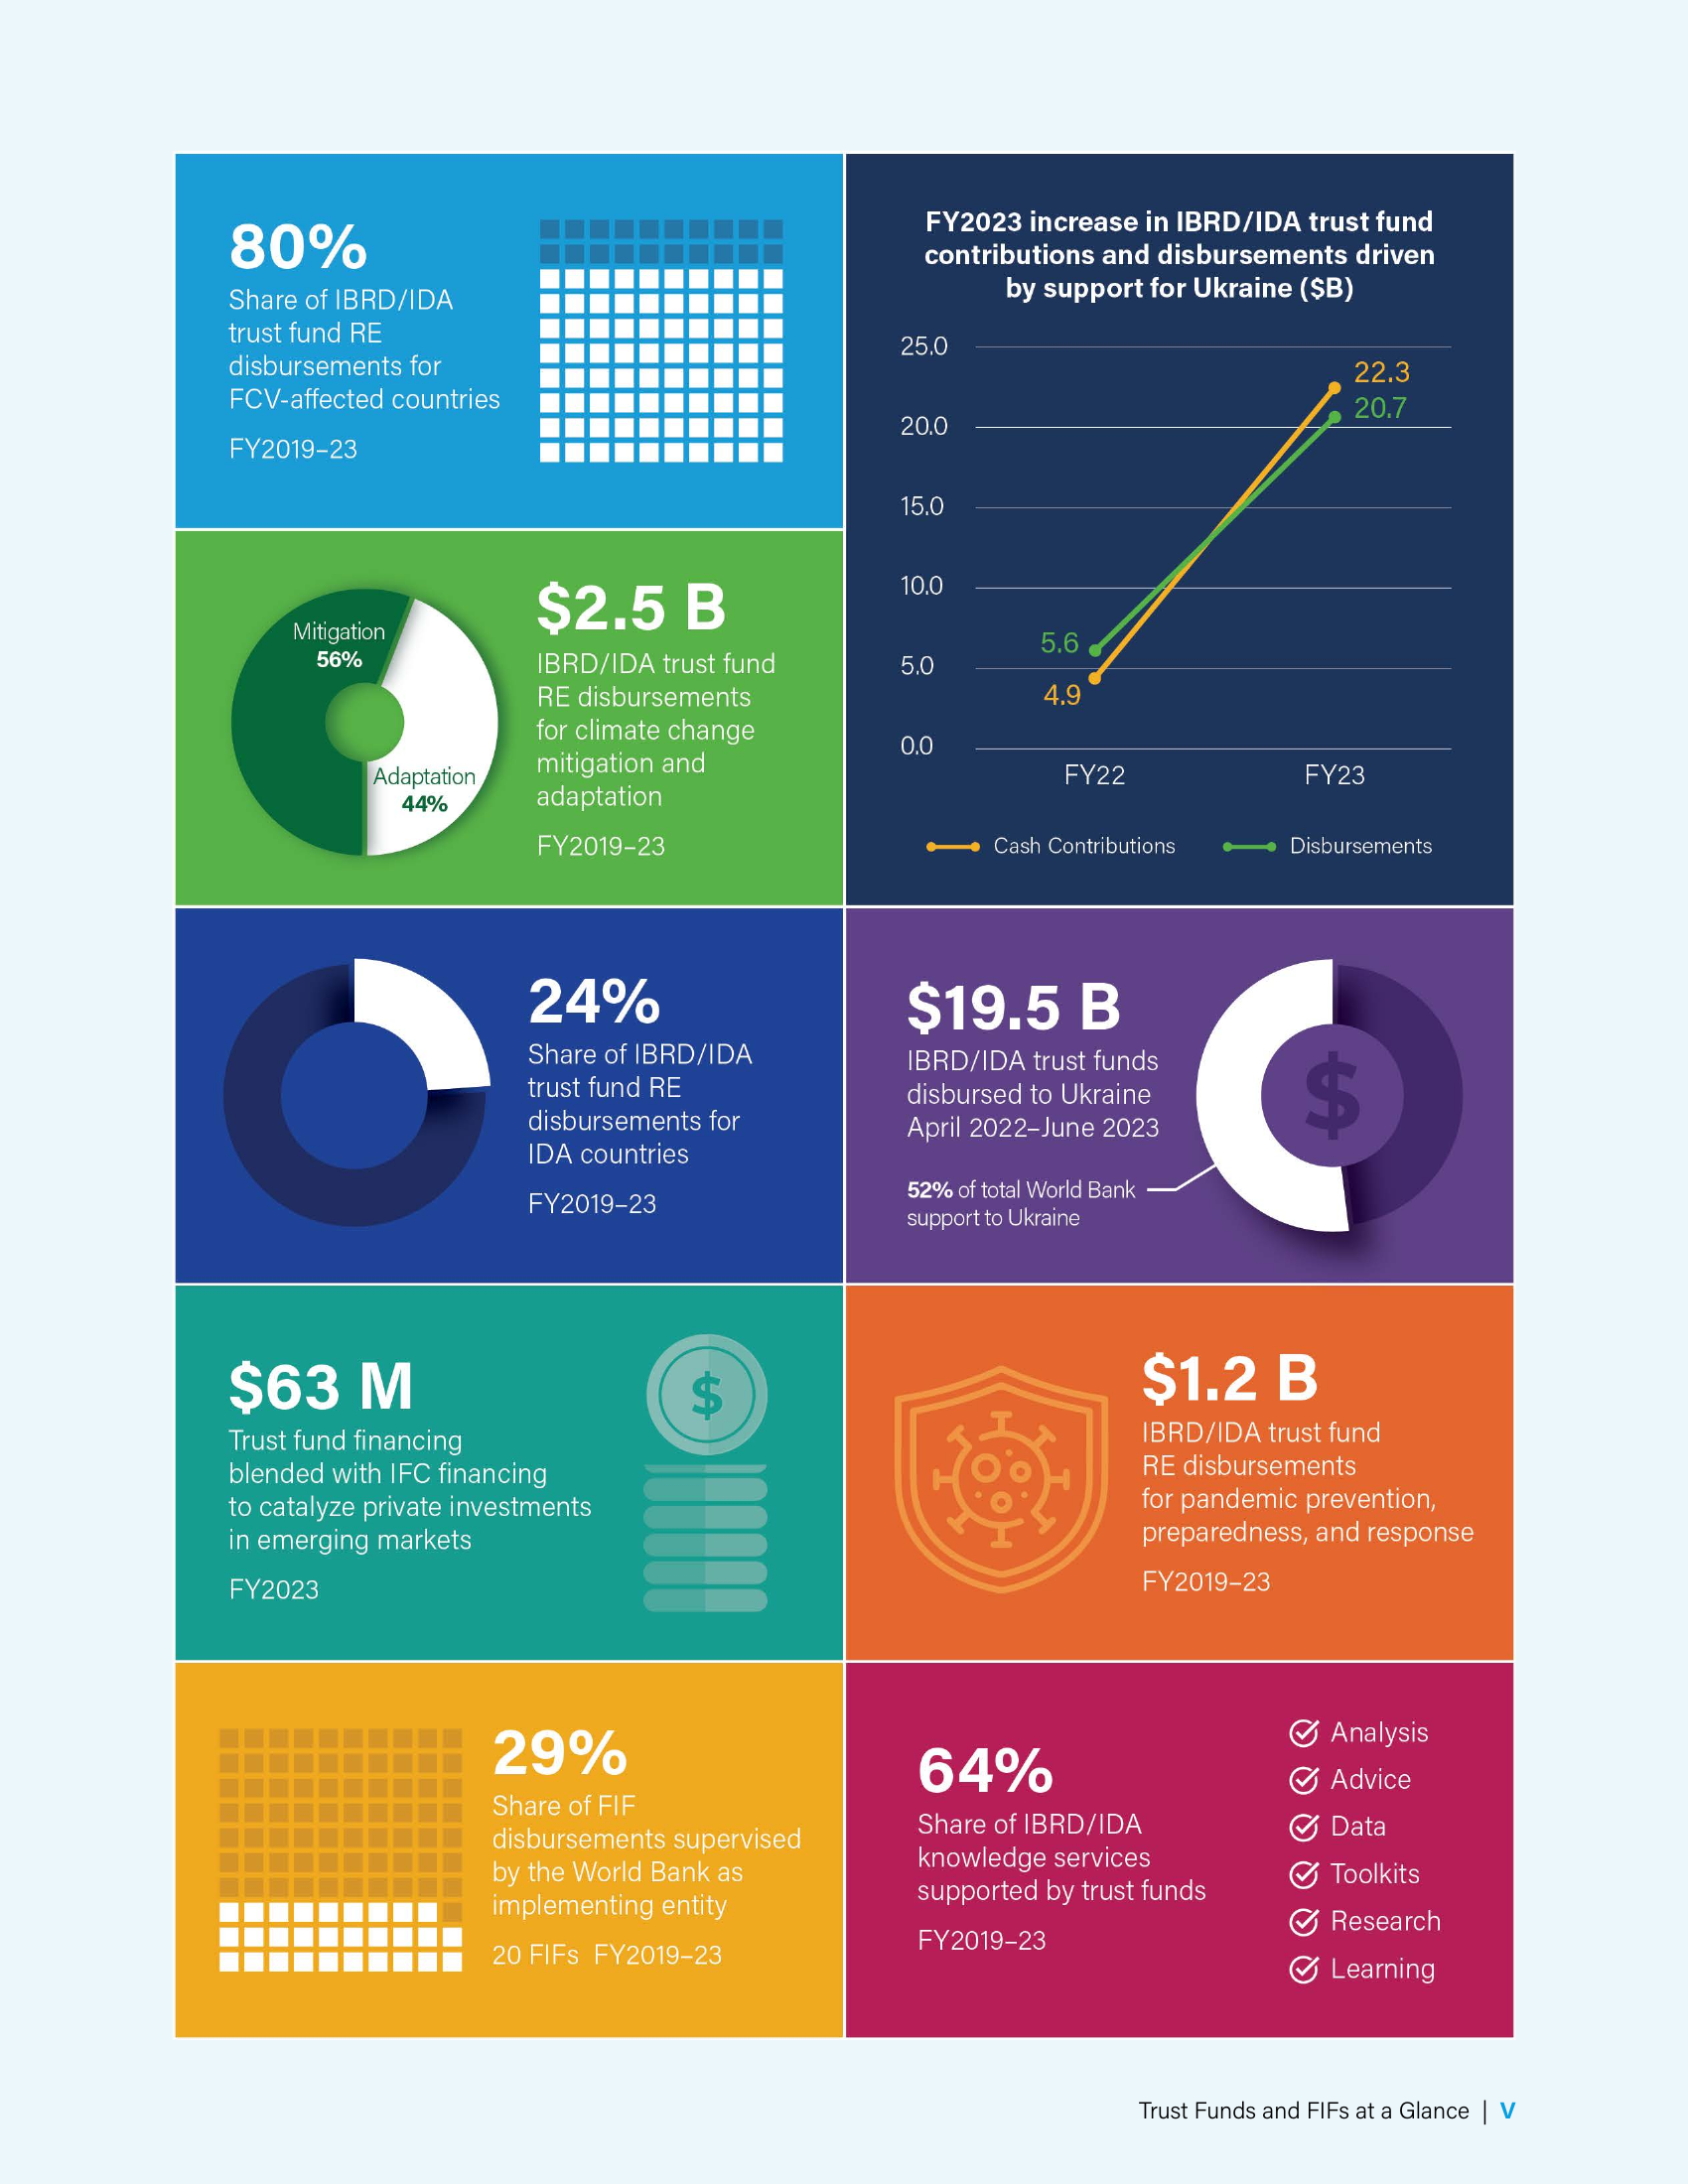 80%
Share of IBRD/IDA
trust fund RE
disbursements for
FCV-affected countries
FY2019–23
FY2023 increase in IBRD/IDA trust fund
contributions and disbursements driven
by support for Ukraine ($B)
25.0
20.0
15.0
10.0
5.0
0.0
22.3
20.7
5.6
4.9
FY22
FY23
Cash Contributions
Disbursements
Mitigation
56%
Adaptation
44%
$2.5 B
IBRD/IDA trust fund
RE disbursements
for climate change
mitigation and
adaptation
FY2019–23
24%
Share of IBRD/IDA
trust fund RE
disbursements for
IDA countries
FY2019–23
$19.5 B
IBRD/IDA trust funds
disbursed to Ukraine
April 2022–June 2023
52% of total World Bank
support to Ukraine
$
$63 M
Trust fund financing
blended with IFC financing
to catalyze private investments
in emerging markets
FY2023
$
$1.2 B
IBRD/IDA trust fund
RE disbursements
for pandemic prevention,
preparedness, and response
FY2019–23
29%
Share of FIF
disbursements supervised
by the World Bank as
implementing entity
20 FIFs FY2019–23
64%
Share of IBRD/IDA
knowledge services
supported by trust funds
FY2019–23
Analysis
Advice
Data
Toolkits
Research
Learning
Trust Funds and FIFs at a Glance | V